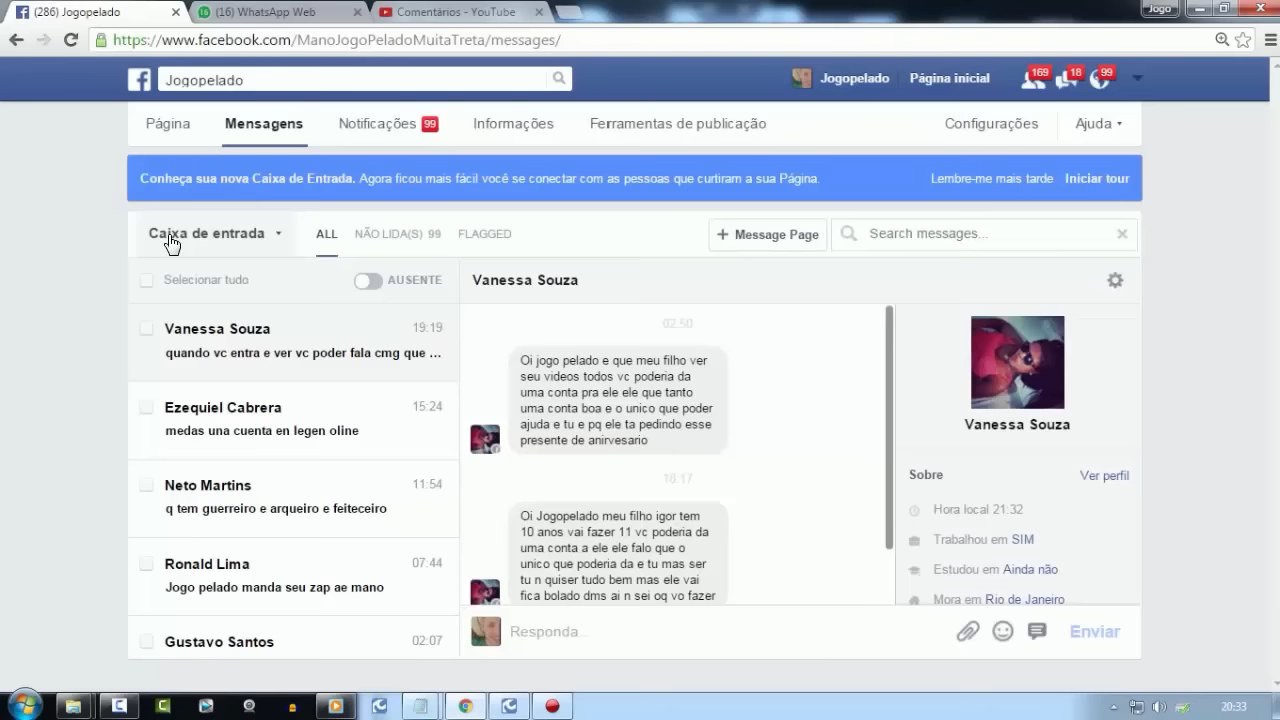 (286) Jogopelado
(16) WhatsApp Web
Comentários - YouTube
Jogo
https://www.facebook.com/ManoJogoPeladoMuitaTreta/messages/
Jogopelado
Jogopelado
Página inicial
169
18
99
Página
Mensagens
Notificações 99
Informações
Ferramentas de publicação
Configurações
Ajuda
Conheça sua nova Caixa de Entrada. Agora ficou mais fácil você se conectar com as pessoas que curtiram a sua Página.
Lembre-me mais tarde
Iniciar tour
Caixa de entrada
ALL
NÃO LIDA(S) 99
FLAGGED
+ Message Page
Search messages...
Selecionar tudo
AUSENTE
Vanessa Souza
Vanessa Souza 19:19
quando vc entra e ver vc poder fala cmg que ...
Ezequiel Cabrera 15:24
medas una cuenta en legen oline
Neto Martins 11:54
q tem guerreiro e arqueiro e feiteceiro
Ronald Lima 07:44
Jogo pelado manda seu zap ae mano
Gustavo Santos 02:07
02:50
Oi jogo pelado e que meu filho ver
seu videos todos vc poderia da
uma conta pra ele ele que tanto
uma conta boa e o unico que poder
ajuda e tu e pq ele ta pedindo esse
presente de anirvesario
18:17
Oi Jogopelado meu filho igor tem
10 anos vai fazer 11 vc poderia da
uma conta a ele ele falo que o
unico que poderia da e tu mas ser
tu n quiser tudo bem mas ele vai
fica bolado dms ai n sei oq vo fazer
Vanessa Souza
Sobre
Ver perfil
Hora local 21:32
Trabalhou em SIM
Estudou em Ainda não
Mora em Rio de Janeiro
Responda...
Enviar
20:33